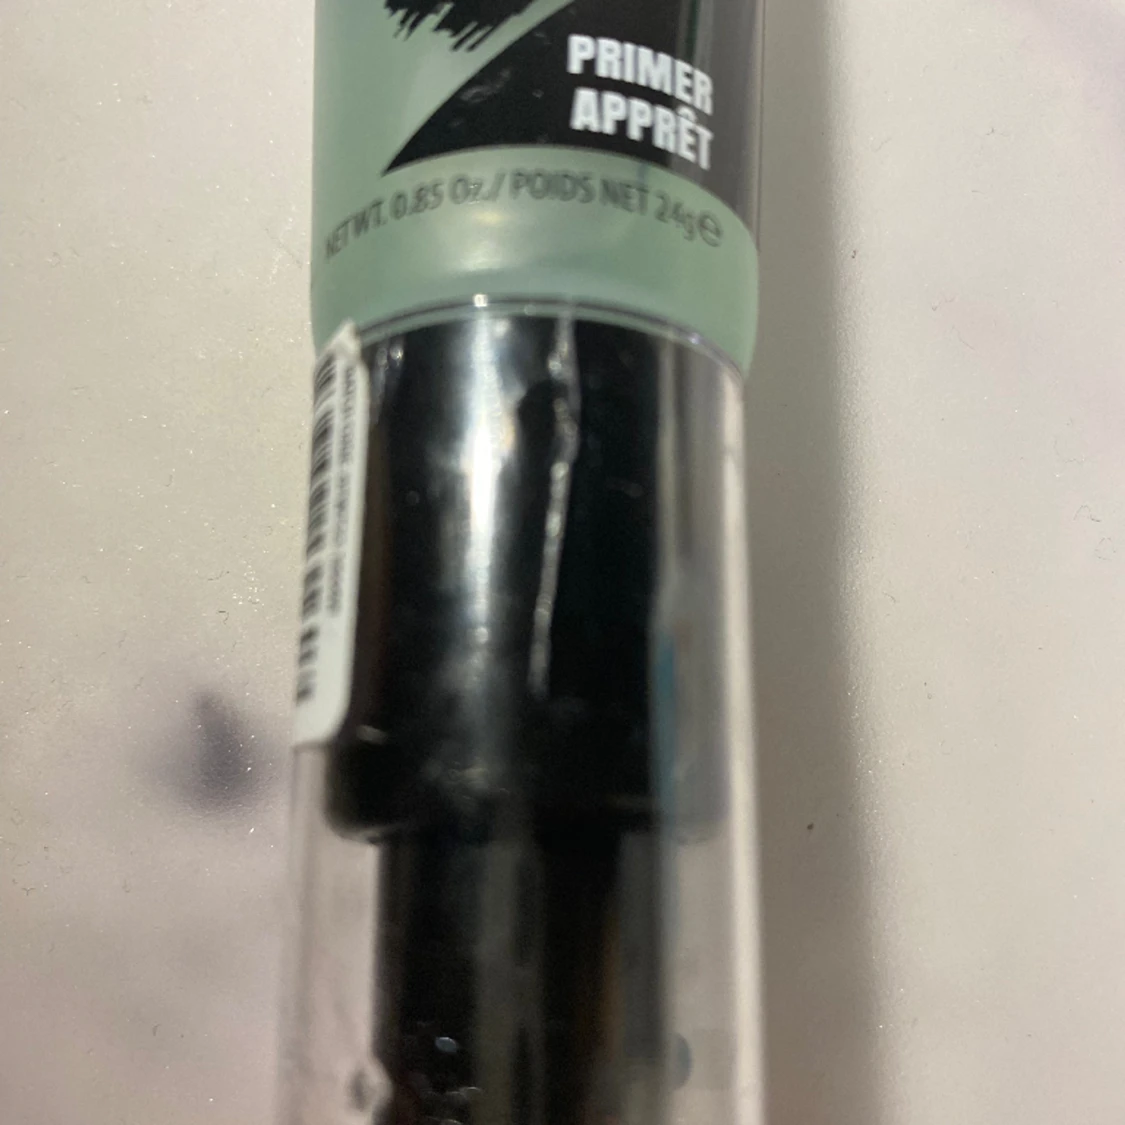 PRIMER
APPRÊT
NET WT. 0.85 Oz./ POIDS NET 24g℮